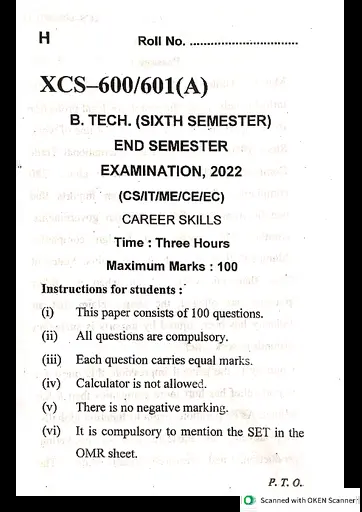 H
Roll No. ................................
XCS–600/601(A)
B. TECH. (SIXTH SEMESTER)
END SEMESTER
EXAMINATION, 2022
(CS/IT/ME/CE/EC)
CAREER SKILLS
Time : Three Hours
Maximum Marks : 100
Instructions for students :
(i) This paper consists of 100 questions.
(ii) All questions are compulsory.
(iii) Each question carries equal marks.
(iv) Calculator is not allowed.
(v) There is no negative marking.
(vi) It is compulsory to mention the SET in the
OMR sheet.
P. T. O.
Scanned with OKEN Scanner